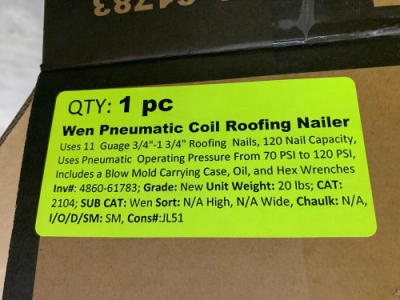 61783
QTY: 1 pc
Wen Pneumatic Coil Roofing Nailer
Uses 11 Guage 3/4"-1 3/4" Roofing Nails, 120 Nail Capacity,
Uses Pneumatic Operating Pressure From 70 PSI to 120 PSI,
Includes a Blow Mold Carrying Case, Oil, and Hex Wrenches
Inv#: 4860-61783; Grade: New Unit Weight: 20 lbs; CAT:
2104; SUB CAT: Wen Sort: N/A High, N/A Wide, Chaulk: N/A,
I/O/D/SM: SM, Cons#:JL51